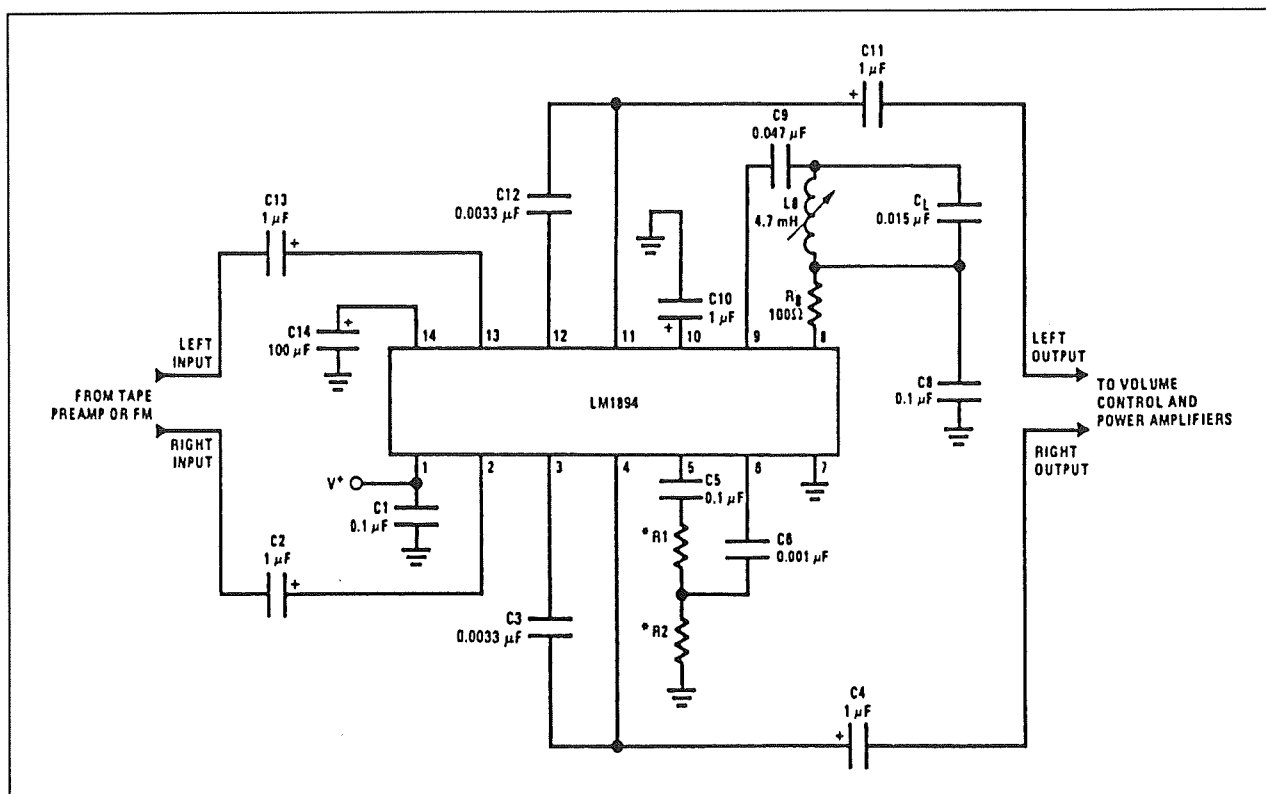 C11
1 µF
+
C9
0.047 µF
C12
0.0033 µF
L8
4.7 mH
CL
0.015 µF
C13
1 µF
+
C10
1 µF
+
R8
100Ω
C14
100 µF
+
14
13
12
11
10
9
8
LEFT
INPUT
LEFT
OUTPUT
FROM TAPE
PREAMP OR FM
LM1894
C8
0.1 µF
TO VOLUME
CONTROL AND
POWER AMPLIFIERS
RIGHT
INPUT
RIGHT
OUTPUT
1
2
3
4
5
6
7
V+
C1
0.1 µF
C5
0.1 µF
*R1
C6
0.001 µF
C2
1 µF
+
C3
0.0033 µF
*R2
C4
1 µF
+